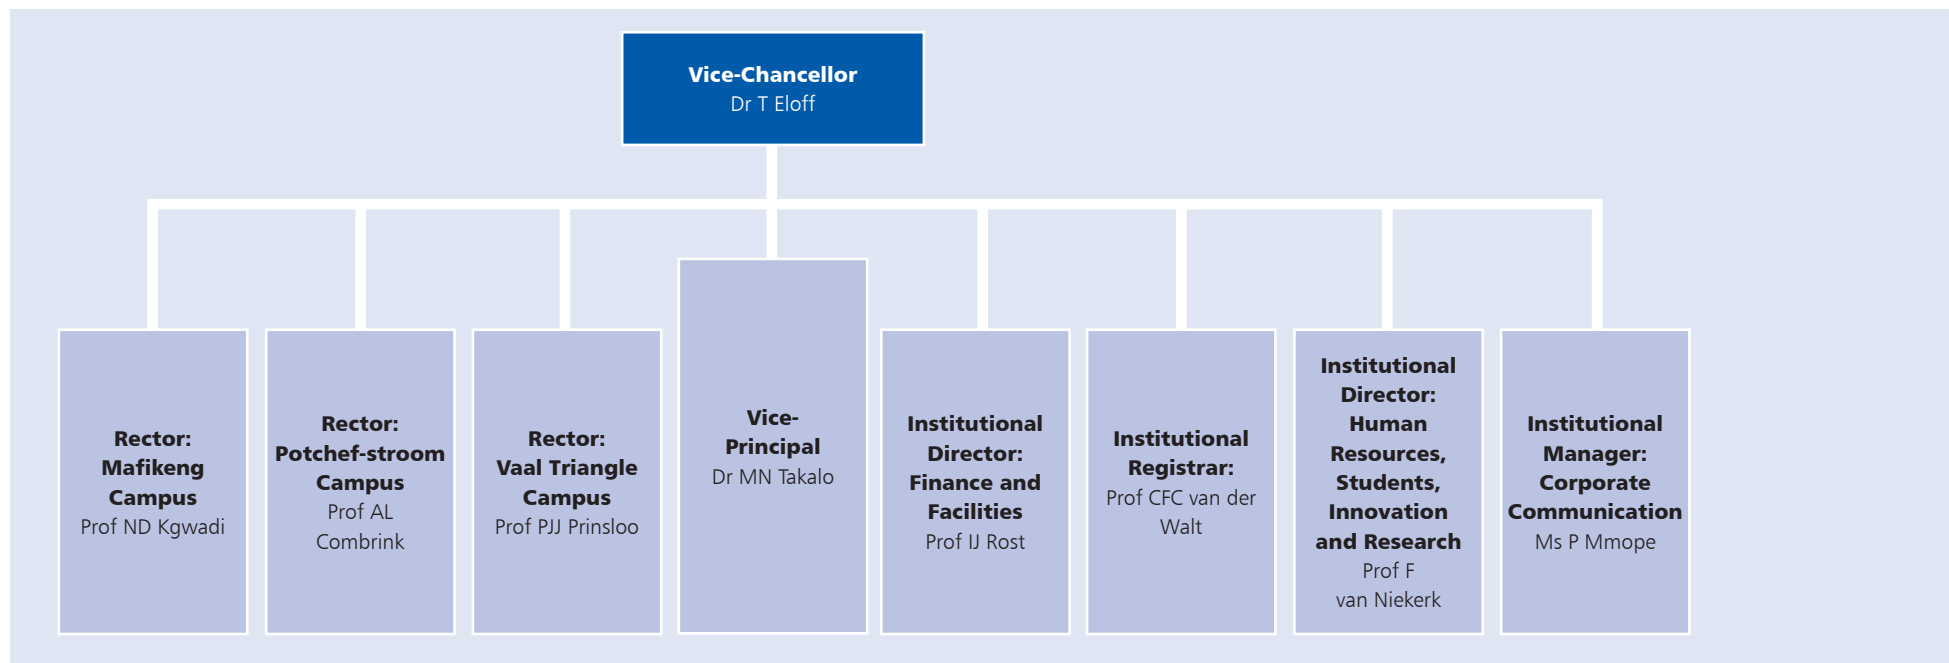 Vice-Chancellor
Dr T Eloff
Rector:
Mafikeng
Campus
Prof ND Kgwadi
Rector:
Potchef-stroom
Campus
Prof AL
Combrink
Rector:
Vaal Triangle
Campus
Prof PJJ Prinsloo
Vice-
Principal
Dr MN Takalo
Institutional
Director:
Finance and
Facilities
Prof IJ Rost
Institutional
Registrar:
Prof CFC van der
Walt
Institutional
Director:
Human
Resources,
Students,
Innovation
and Research
Prof F
van Niekerk
Institutional
Manager:
Corporate
Communication
Ms P Mmope